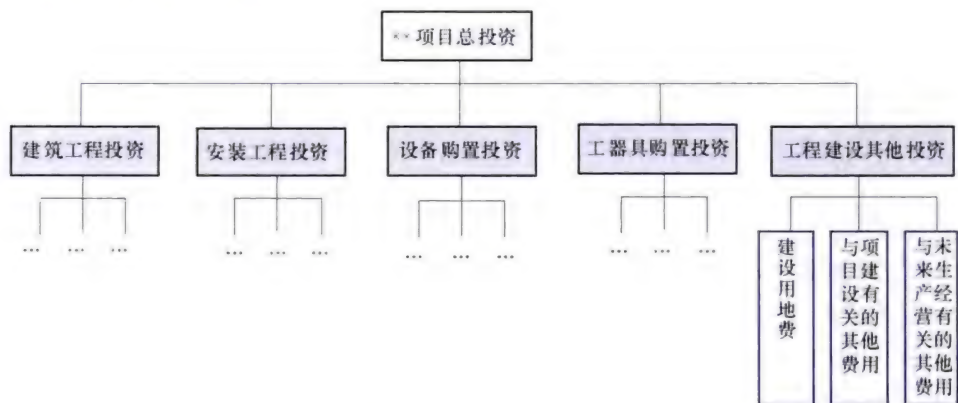 ××项目总投资
建筑工程投资
安装工程投资
设备购置投资
工器具购置投资
工程建设其他投资
… … …
… … …
… … …
… … …
建设用地费
与项目建设有关的其他费用
与未来生产经营有关的其他费用